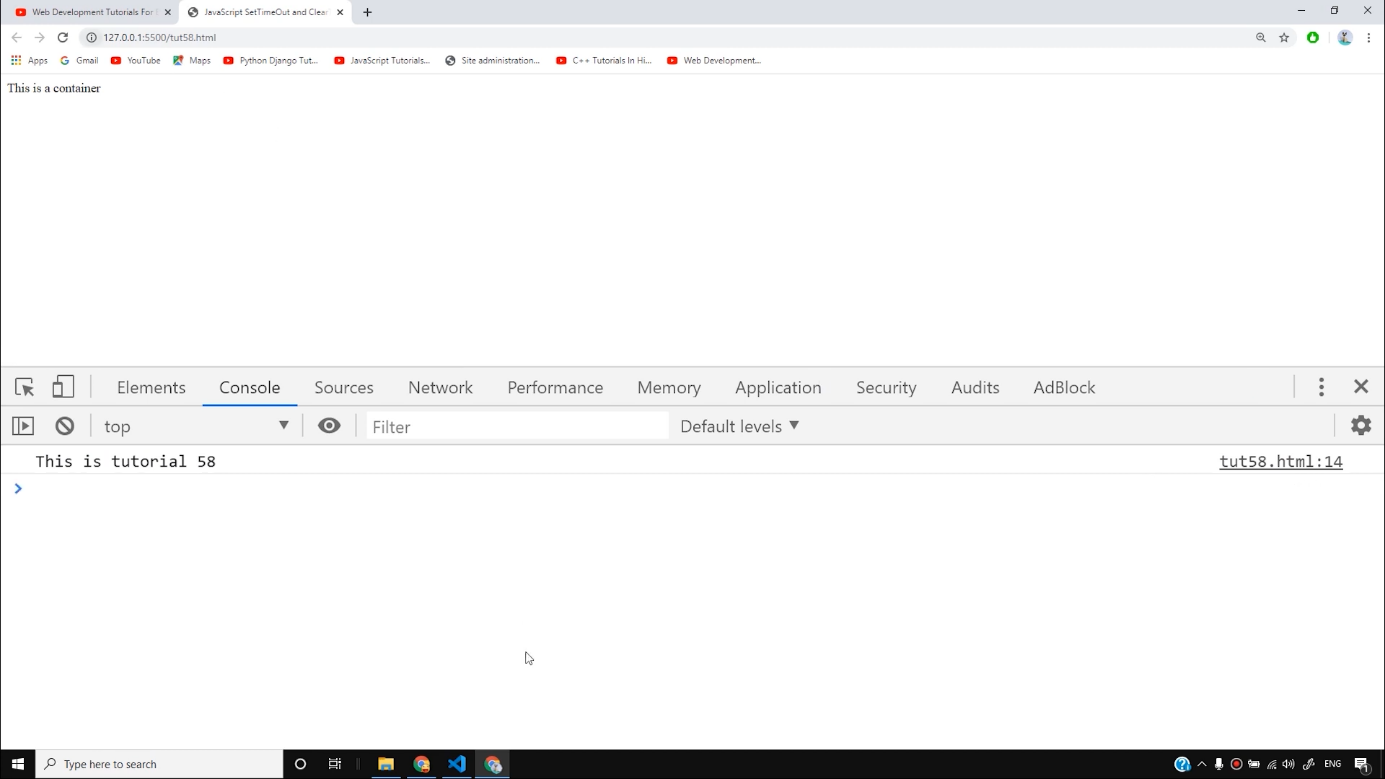 Web Development Tutorials For
JavaScript SetTimeOut and Clear
127.0.0.1:5500/tut58.html
Apps
Gmail
YouTube
Maps
Python Django Tut...
JavaScript Tutorials...
Site administration...
C++ Tutorials In Hi...
Web Development...
This is a container
Elements
Console
Sources
Network
Performance
Memory
Application
Security
Audits
AdBlock
top
Filter
Default levels
This is tutorial 58
tut58.html:14
Type here to search
ENG
1